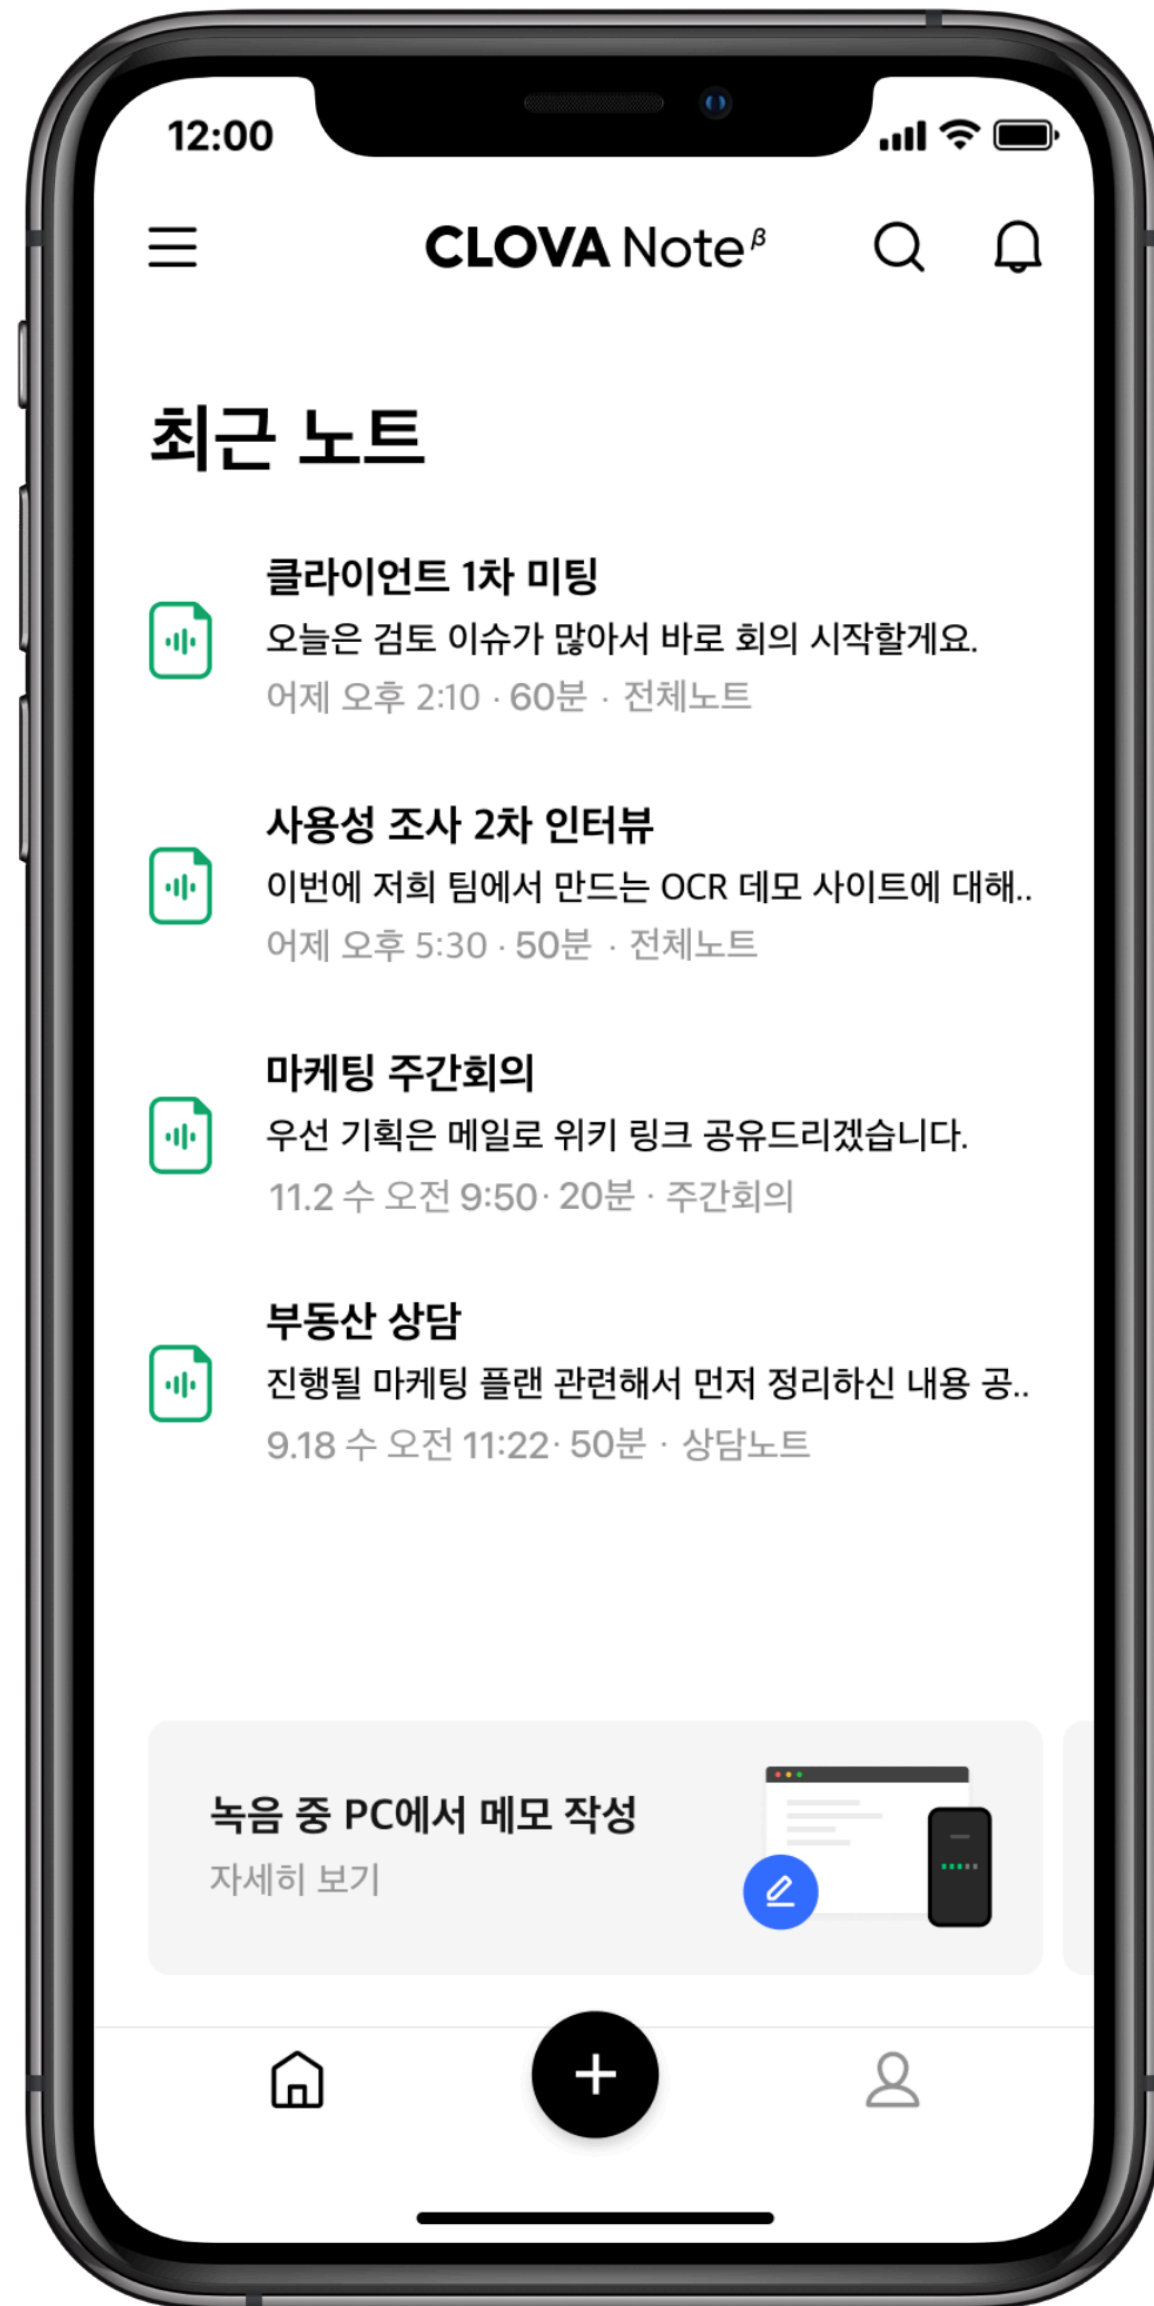 12:00
CLOVA Note β
최근 노트
클라이언트 1차 미팅
오늘은 검토 이슈가 많아서 바로 회의 시작할게요.
어제 오후 2:10 · 60분 · 전체노트
사용성 조사 2차 인터뷰
이번에 저희 팀에서 만드는 OCR 데모 사이트에 대해..
어제 오후 5:30 · 50분 · 전체노트
마케팅 주간회의
우선 기획은 메일로 위키 링크 공유드리겠습니다.
11.2 수 오전 9:50 · 20분 · 주간회의
부동산 상담
진행될 마케팅 플랜 관련해서 먼저 정리하신 내용 공..
9.18 수 오전 11:22 · 50분 · 상담노트
녹음 중 PC에서 메모 작성
자세히 보기